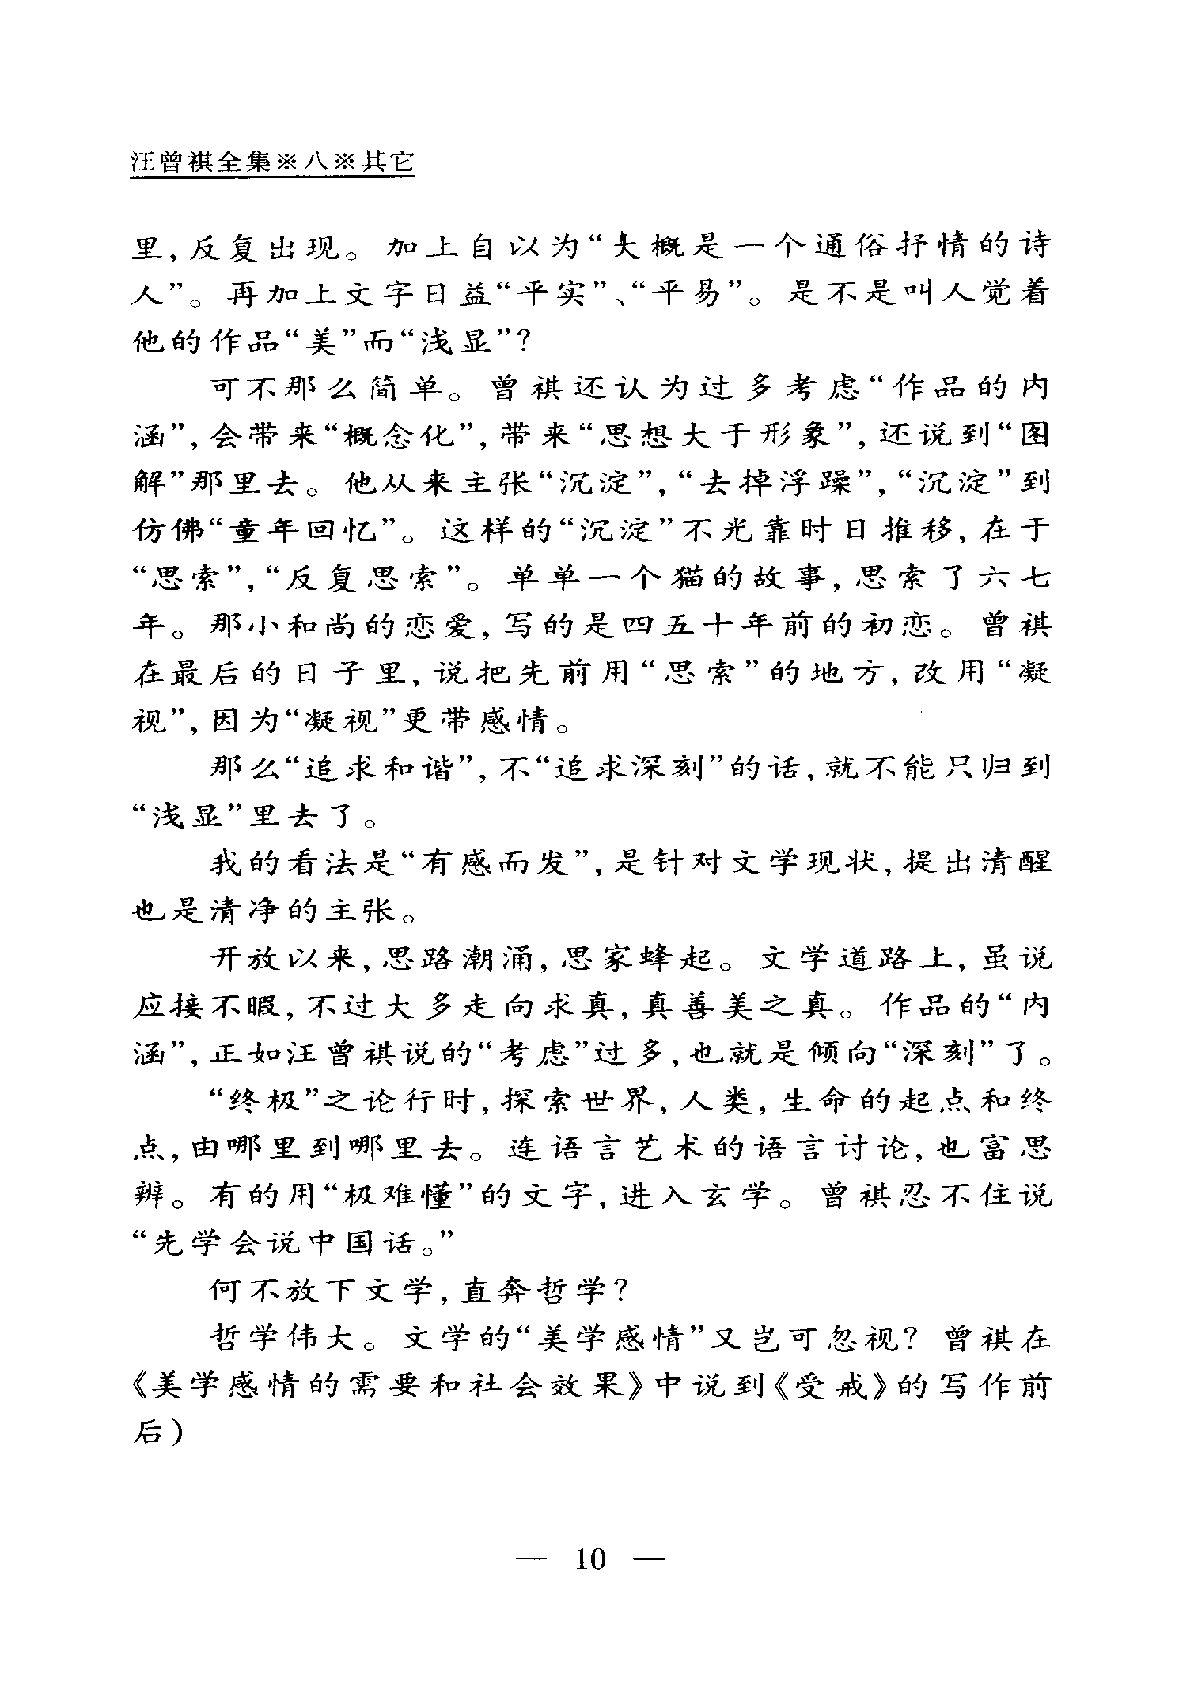 汪曾祺全集※八※其它
里,反复出现。加上自以为“大概是一个通俗抒情的诗
人”。再加上文字日益“平实”、“平易”。是不是叫人觉着
他的作品“美”而“浅显”?
可不那么简单。曾祺还认为过多考虑“作品的内
涵”,会带来“概念化”,带来“思想大于形象”,还说到“图
解”那里去。他从来主张“沉淀”,“去掉浮躁”,“沉淀”到
仿佛“童年回忆”。这样的“沉淀”不光靠时日推移,在于
“思索”,“反复思索”。单单一个猫的故事,思索了六七
年。那小和尚的恋爱,写的是四五十年前的初恋。曾祺
在最后的日子里,说把先前用“思索”的地方,改用“凝
视”,因为“凝视”更带感情。
那么“追求和谐”,不“追求深刻”的话,就不能只归到
“浅显”里去了。
我的看法是“有感而发”,是针对文学现状,提出清醒
也是清净的主张。
开放以来,思路潮涌,思家蜂起。文学道路上,虽说
应接不暇,不过大多走向求真,真善美之真。作品的“内
涵”,正如汪曾祺说的“考虑”过多,也就是倾向“深刻”了。
“终极”之论行时,探索世界,人类,生命的起点和终
点,由哪里到哪里去。连语言艺术的语言讨论,也富思
辨。有的用“极难懂”的文字,进入玄学。曾祺忍不住说
“先学会说中国话。”
何不放下文学,直奔哲学?
哲学伟大。文学的“美学感情”又岂可忽视?曾祺在
《美学感情的需要和社会效果》中说到《受戒》的写作前
后)
— 10 —